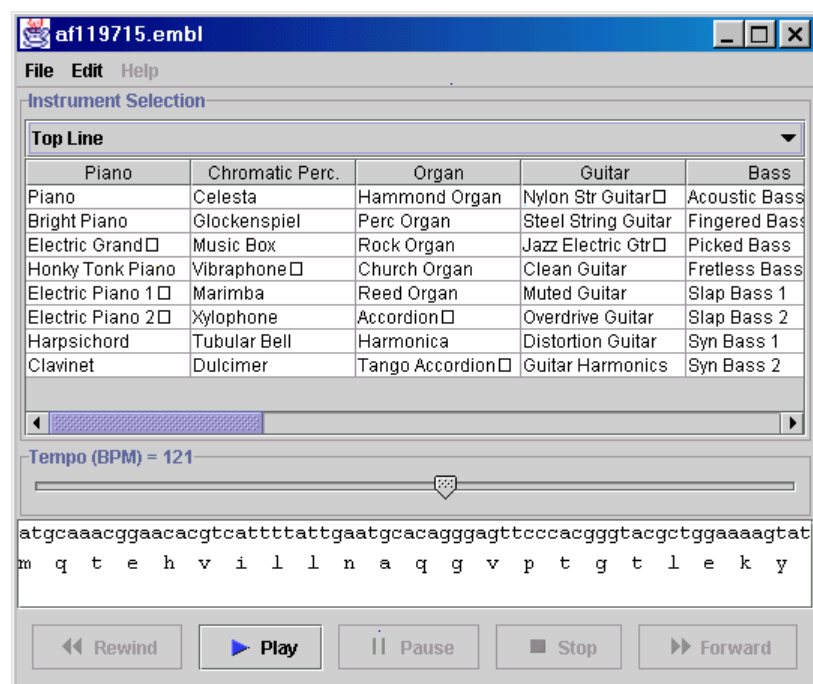 af119715.embl
File Edit Help
Instrument Selection
Top Line
Piano Chromatic Perc. Organ Guitar Bass
Piano Celesta Hammond Organ Nylon Str Guitar□ Acoustic Bass
Bright Piano Glockenspiel Perc Organ Steel String Guitar Fingered Bass
Electric Grand□ Music Box Rock Organ Jazz Electric Gtr□ Picked Bass
Honky Tonk Piano Vibraphone□ Church Organ Clean Guitar Fretless Bass
Electric Piano 1□ Marimba Reed Organ Muted Guitar Slap Bass 1
Electric Piano 2□ Xylophone Accordion□ Overdrive Guitar Slap Bass 2
Harpsichord Tubular Bell Harmonica Distortion Guitar Syn Bass 1
Clavinet Dulcimer Tango Accordion□ Guitar Harmonics Syn Bass 2
Tempo (BPM) = 121
atgcaaacggaacacgtcattttattgaatgcacagggagttcccacgggtacgctggaaaagtat
m q t e h v i l l n a q g v p t g t l e k y
Rewind Play Pause Stop Forward